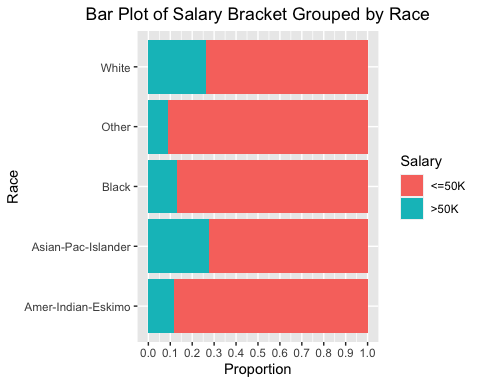 Bar Plot of Salary Bracket Grouped by Race
Race
White
Other
Black
Asian-Pac-Islander
Amer-Indian-Eskimo
0.0 0.1 0.2 0.3 0.4 0.5 0.6 0.7 0.8 0.9 1.0
Proportion
Salary
<=50K
>50K